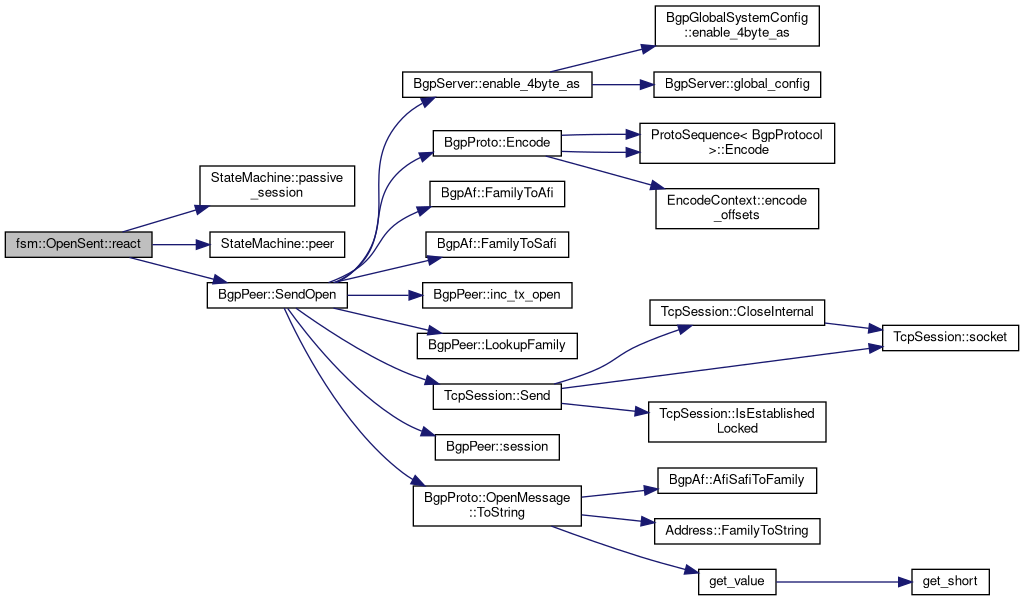 fsm::OpenSent::react
StateMachine::passive
_session
StateMachine::peer
BgpPeer::SendOpen
BgpServer::enable_4byte_as
BgpProto::Encode
BgpAf::FamilyToAfi
BgpAf::FamilyToSafi
BgpPeer::inc_tx_open
BgpPeer::LookupFamily
TcpSession::Send
BgpPeer::session
BgpProto::OpenMessage
::ToString
BgpGlobalSystemConfig
::enable_4byte_as
BgpServer::global_config
ProtoSequence< BgpProtocol
>::Encode
EncodeContext::encode
_offsets
TcpSession::CloseInternal
TcpSession::IsEstablished
Locked
BgpAf::AfiSafiToFamily
Address::FamilyToString
get_value
TcpSession::socket
get_short